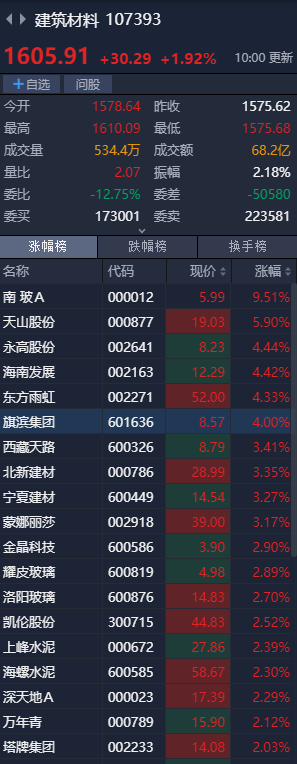 建筑材料 107393
1605.91 +30.29 +1.92% 10:00 更新
+自选 问股
今开 1578.64 昨收 1575.62
最高 1610.09 最低 1575.68
成交量 534.4万 成交额 68.2亿
量比 2.07 振幅 2.18%
委比 -12.75% 委差 -50580
委买 173001 委卖 223581
涨幅榜 跌幅榜 换手榜
名称 代码 现价 涨幅
南 玻A 000012 5.99 9.51%
天山股份 000877 19.03 5.90%
永高股份 002641 8.23 4.44%
海南发展 002163 12.29 4.42%
东方雨虹 002271 52.00 4.33%
旗滨集团 601636 8.57 4.00%
西藏天路 600326 8.79 3.41%
北新建材 000786 28.99 3.35%
宁夏建材 600449 14.54 3.27%
蒙娜丽莎 002918 39.00 3.17%
金晶科技 600586 3.90 2.90%
耀皮玻璃 600819 4.98 2.89%
洛阳玻璃 600876 14.83 2.70%
凯伦股份 300715 44.83 2.52%
上峰水泥 000672 27.86 2.39%
海螺水泥 600585 58.67 2.30%
深天地A 000023 17.39 2.29%
万年青 000789 15.90 2.12%
塔牌集团 002233 14.08 2.03%